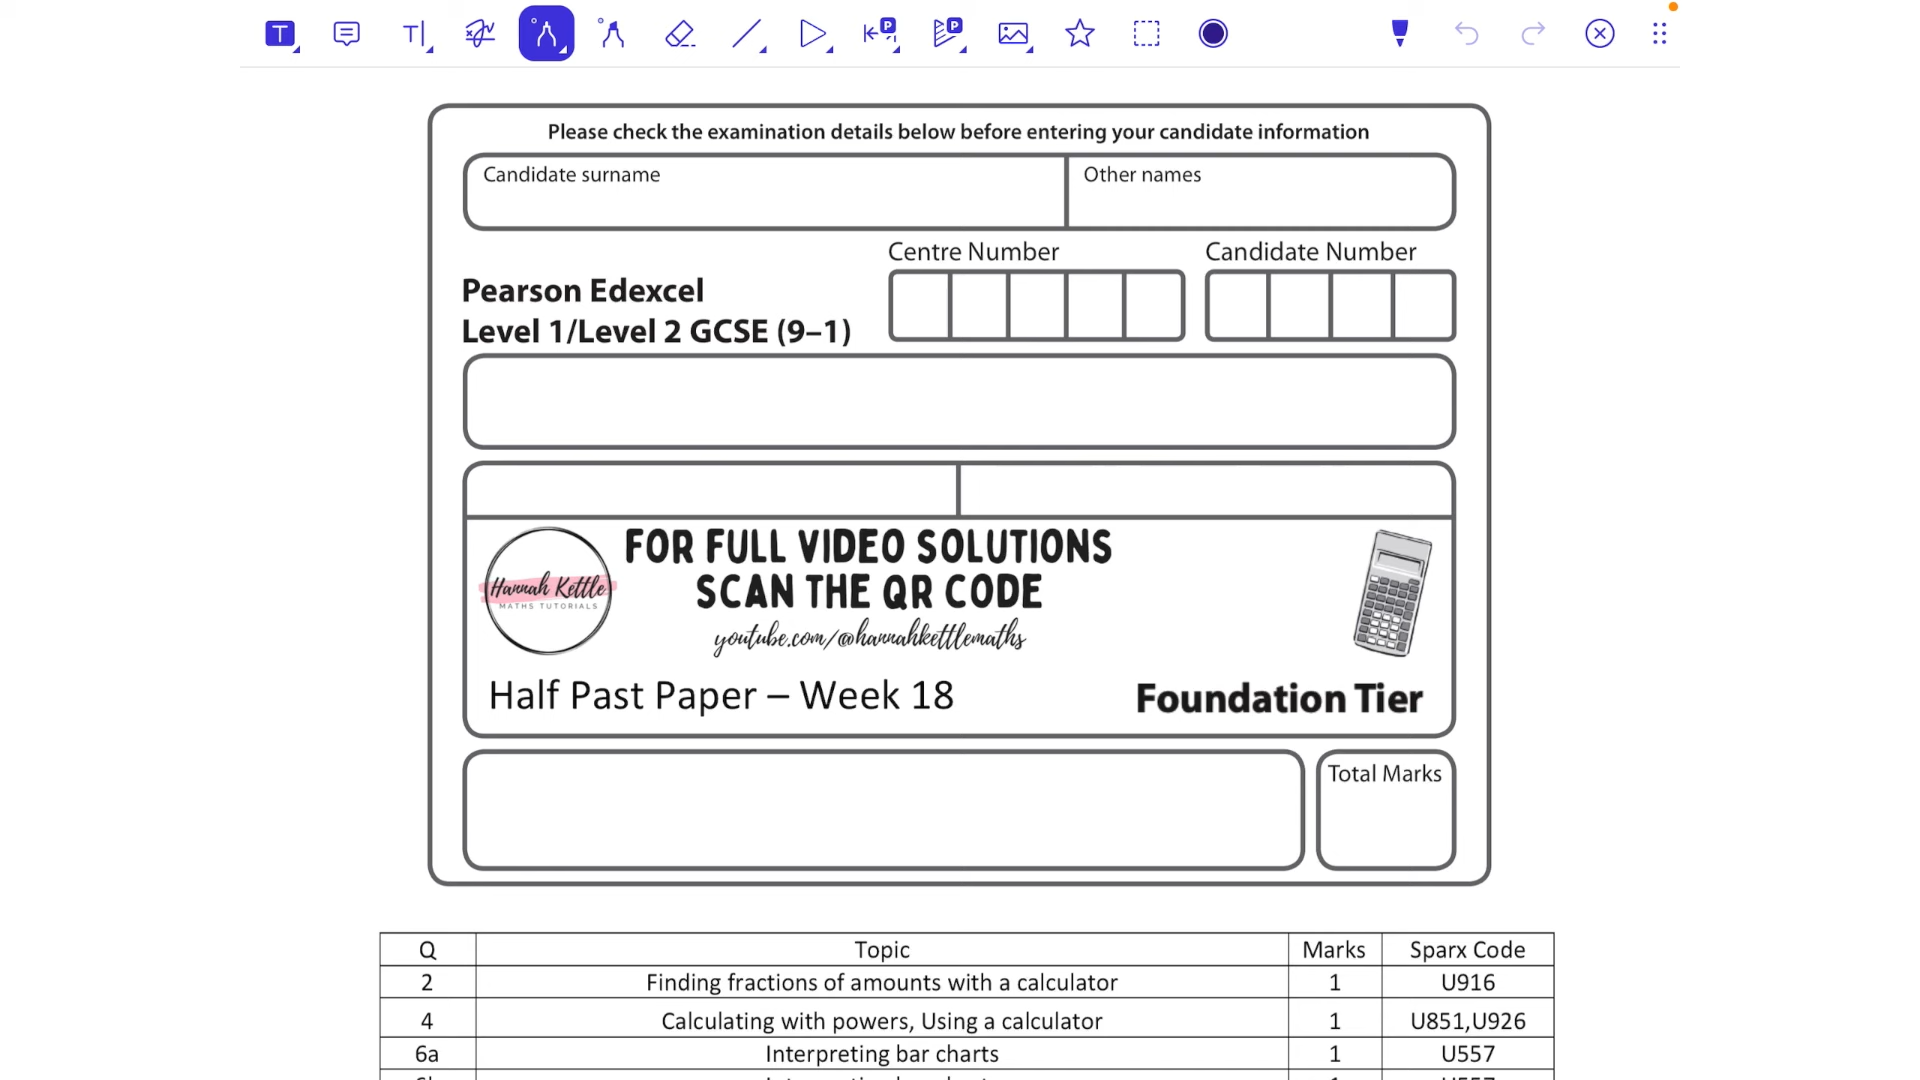 Please check the examination details below before entering your candidate information
Candidate surname
Other names
Centre Number
Candidate Number
Pearson Edexcel
Level 1/Level 2 GCSE (9–1)
FOR FULL VIDEO SOLUTIONS
SCAN THE QR CODE
youtube.com/@hannahkettlemaths
Hannah Kettle
MATHS TUTORIALS
Half Past Paper – Week 18
Foundation Tier
Total Marks
Q Topic Marks Sparx Code
2 Finding fractions of amounts with a calculator 1 U916
4 Calculating with powers, Using a calculator 1 U851,U926
6a Interpreting bar charts 1 U557